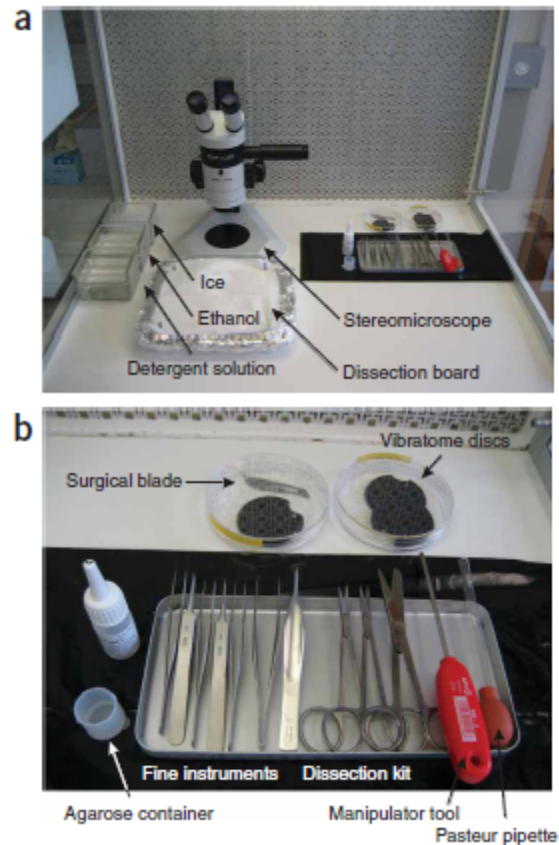 a
Ice
Ethanol
Stereomicroscope
Detergent solution
Dissection board
b
Vibratome discs
Surgical blade
Fine instruments
Dissection kit
Agarose container
Manipulator tool
Pasteur pipette